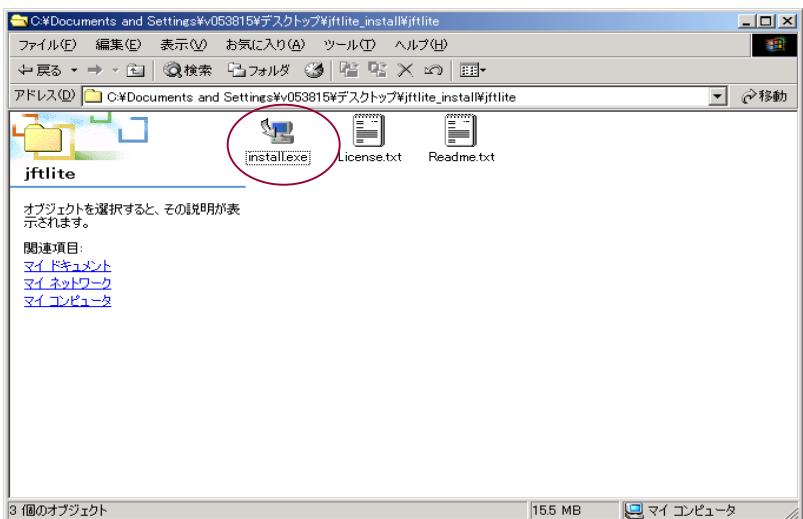 C:¥Documents and Settings¥v053815¥デスクトップ¥jftlite_install¥jftlite
ファイル(F) 編集(E) 表示(V) お気に入り(A) ツール(T) ヘルプ(H)
戻る 検索 フォルダ
アドレス(D) C:¥Documents and Settings¥v053815¥デスクトップ¥jftlite_install¥jftlite 移動
install.exe License.txt Readme.txt
jftlite
オブジェクトを選択すると、その説明が表
示されます。
関連項目:
マイ ドキュメント
マイ ネットワーク
マイ コンピュータ
3 個のオブジェクト 15.5 MB マイ コンピュータ